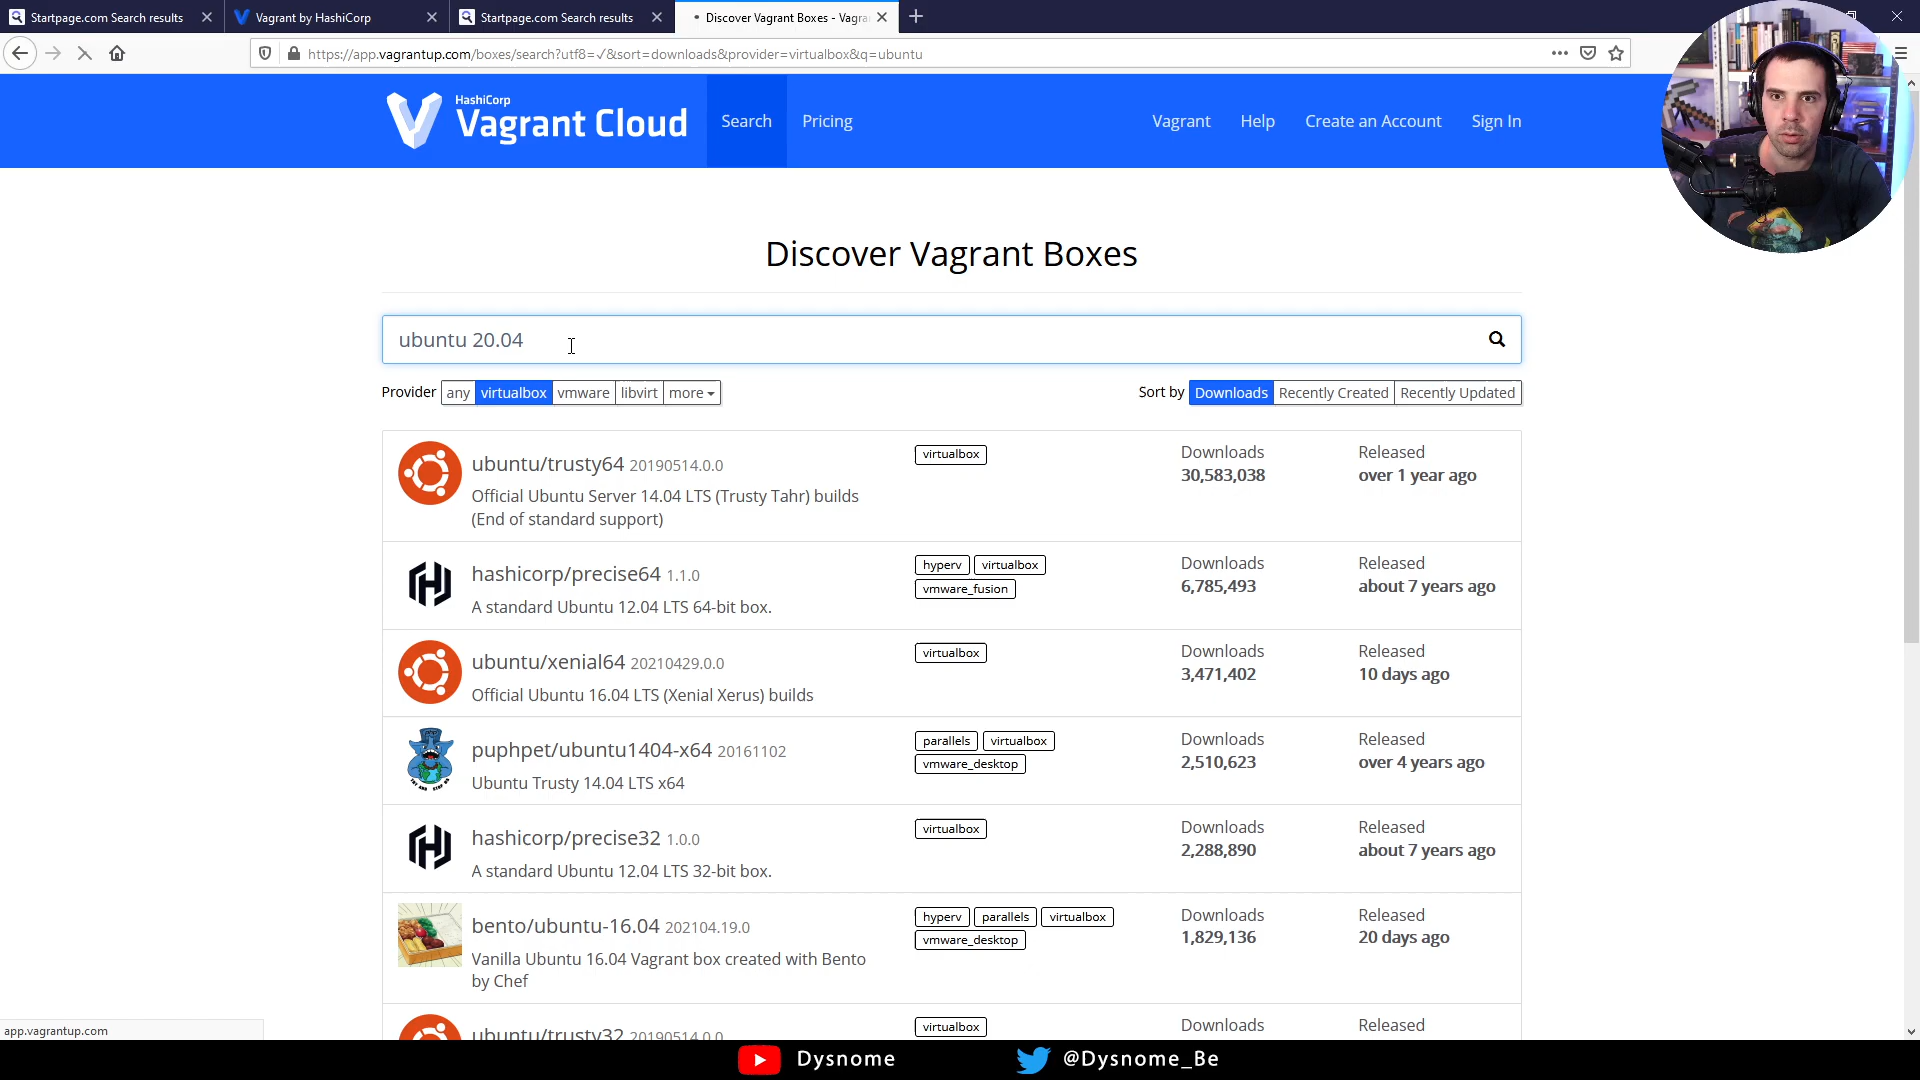 Startpage.com Search results
Vagrant by HashiCorp
Startpage.com Search results
Discover Vagrant Boxes - Vagra
https://app.vagrantup.com/boxes/search?utf8=✓&sort=downloads&provider=virtualbox&q=ubuntu
HashiCorp
Vagrant Cloud
Search
Pricing
Vagrant
Help
Create an Account
Sign In
Discover Vagrant Boxes
ubuntu 20.04
Provider any virtualbox vmware libvirt more
Sort by Downloads Recently Created Recently Updated
ubuntu/trusty64 20190514.0.0
Official Ubuntu Server 14.04 LTS (Trusty Tahr) builds
(End of standard support)
virtualbox
Downloads
30,583,038
Released
over 1 year ago
hashicorp/precise64 1.1.0
A standard Ubuntu 12.04 LTS 64-bit box.
hyperv virtualbox
vmware_fusion
Downloads
6,785,493
Released
about 7 years ago
ubuntu/xenial64 20210429.0.0
Official Ubuntu 16.04 LTS (Xenial Xerus) builds
virtualbox
Downloads
3,471,402
Released
10 days ago
puphpet/ubuntu1404-x64 20161102
Ubuntu Trusty 14.04 LTS x64
parallels virtualbox
vmware_desktop
Downloads
2,510,623
Released
over 4 years ago
hashicorp/precise32 1.0.0
A standard Ubuntu 12.04 LTS 32-bit box.
virtualbox
Downloads
2,288,890
Released
about 7 years ago
bento/ubuntu-16.04 202104.19.0
Vanilla Ubuntu 16.04 Vagrant box created with Bento
by Chef
hyperv parallels virtualbox
vmware_desktop
Downloads
1,829,136
Released
20 days ago
ubuntu/trusty32 20190514.0.0
virtualbox
Downloads
Released
app.vagrantup.com
Dysnome
@Dysnome_Be